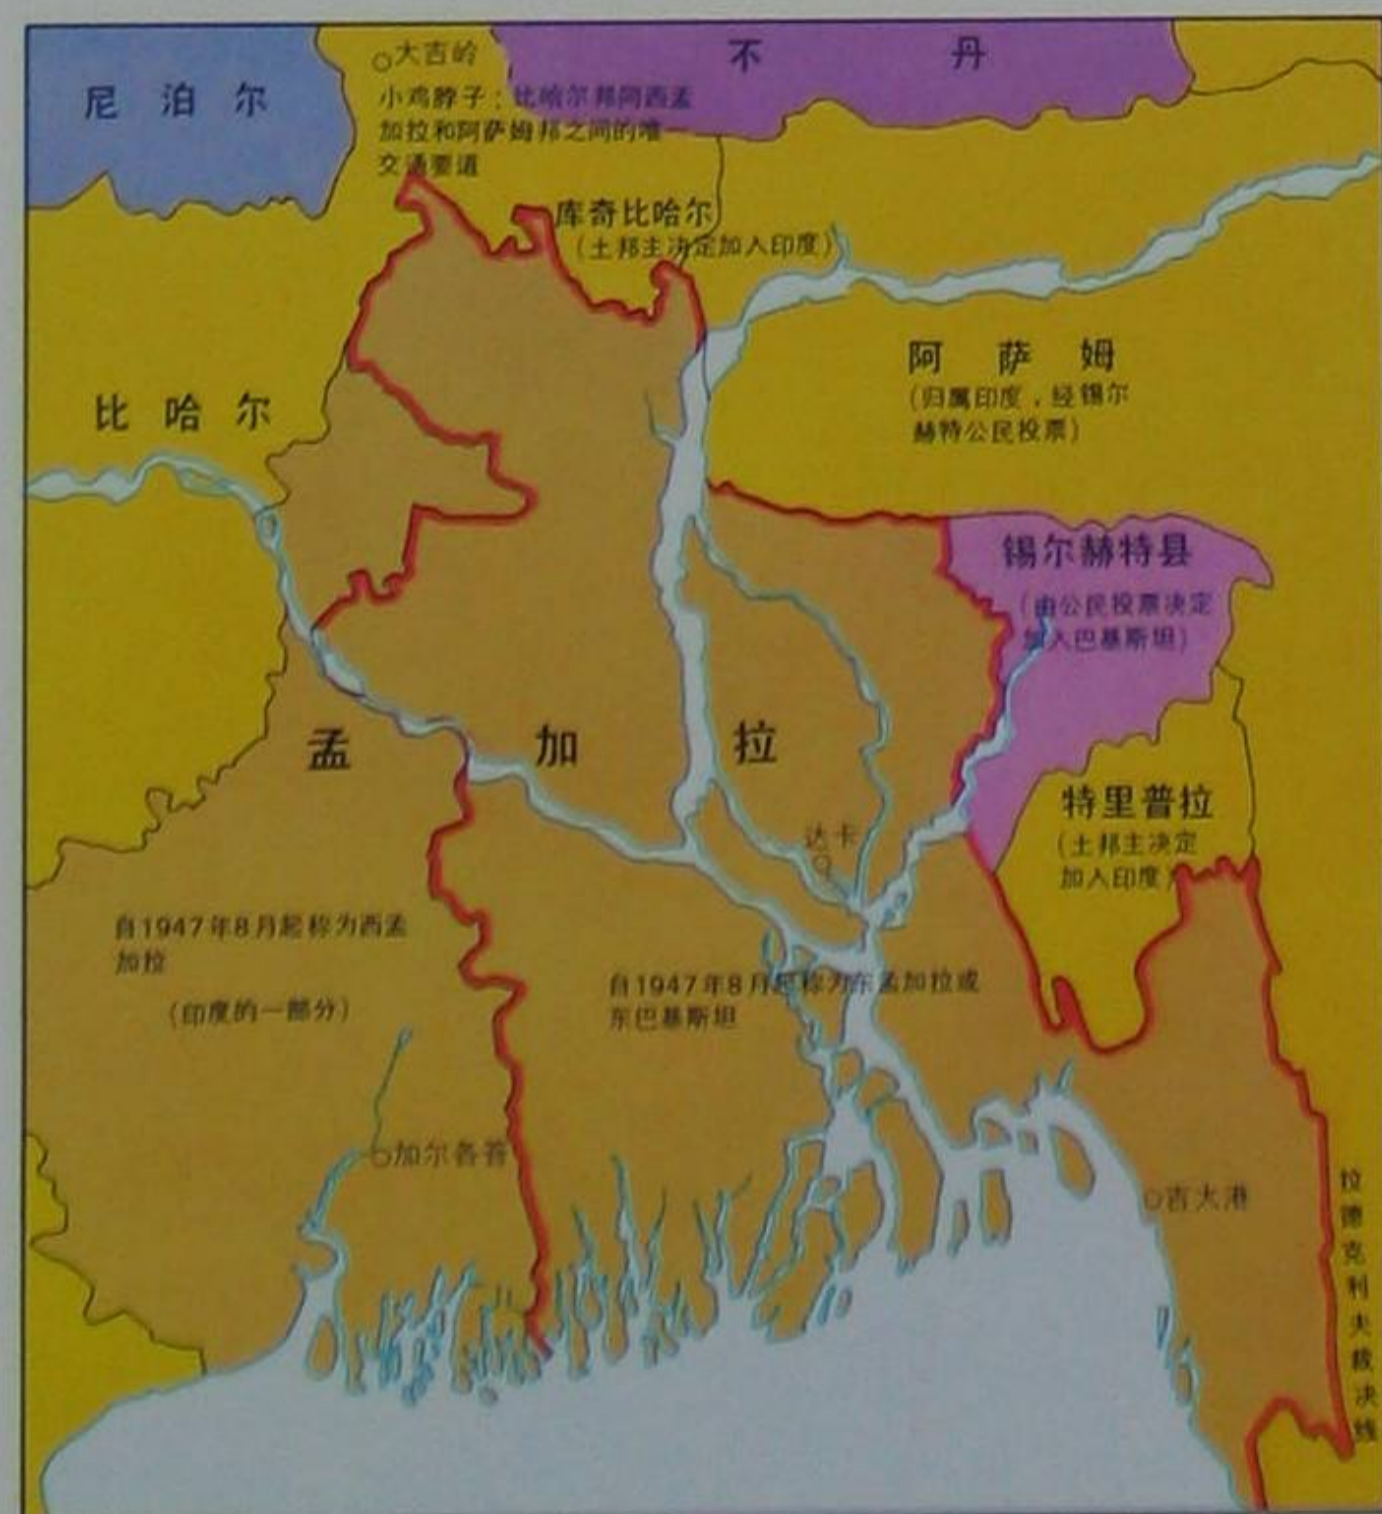 尼泊尔
大吉岭
不丹
小鸡脖子：比哈尔邦同西孟
加拉和阿萨姆邦之间的唯一
交通要道
库奇比哈尔
（土邦主决定加入印度）
阿萨姆
（归属印度，经锡尔
赫特公民投票）
比哈尔
锡尔赫特县
（由公民投票决定
加入巴基斯坦）
孟加拉
特里普拉
（土邦主决定
加入印度）
达卡
自1947年8月起称为西孟
加拉
（印度的一部分）
自1947年8月起称为东孟加拉或
东巴基斯坦
加尔各答
吉大港
拉德克利夫裁决线